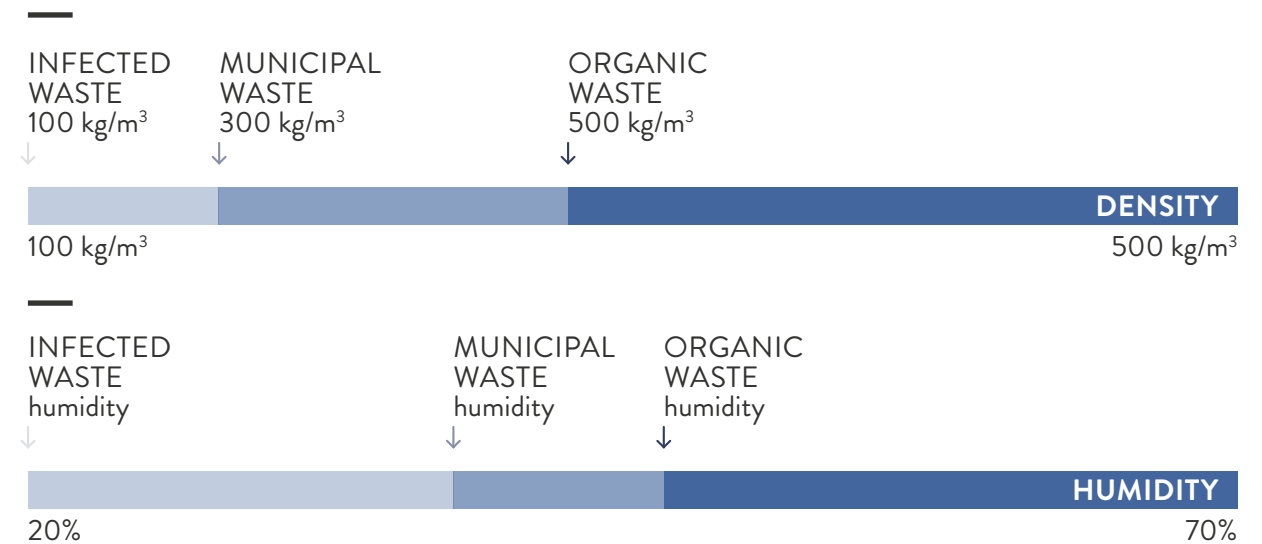 INFECTED
WASTE
100 kg/m³
MUNICIPAL
WASTE
300 kg/m³
ORGANIC
WASTE
500 kg/m³
DENSITY
100 kg/m³
500 kg/m³
INFECTED
WASTE
humidity
MUNICIPAL
WASTE
humidity
ORGANIC
WASTE
humidity
HUMIDITY
20%
70%